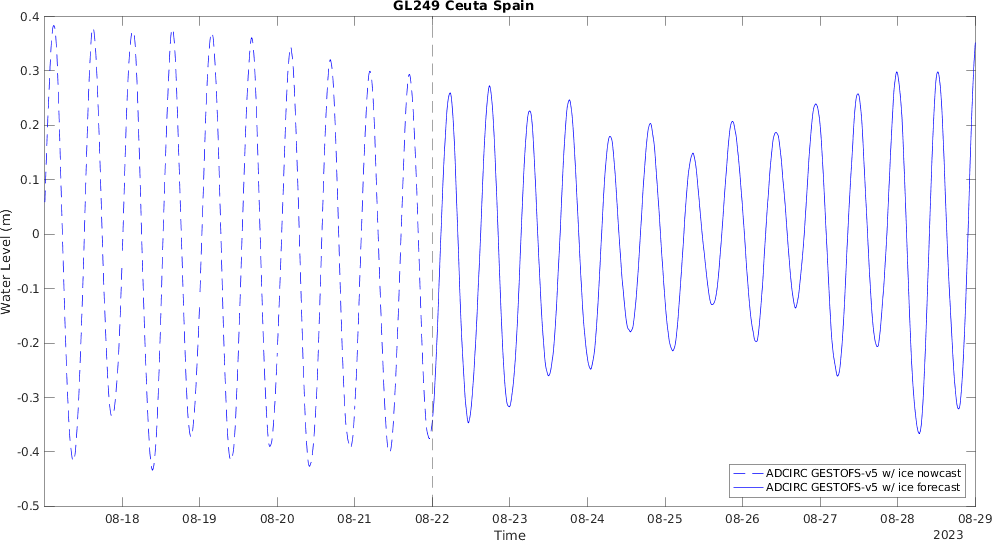 GL249 Ceuta Spain
0.4
0.3
0.2
0.1
0
-0.1
-0.2
-0.3
-0.4
-0.5
Water Level (m)
ADCIRC GESTOFS-v5 w/ ice nowcast
ADCIRC GESTOFS-v5 w/ ice forecast
08-18 08-19 08-20 08-21 08-22 08-23 08-24 08-25 08-26 08-27 08-28 08-29
Time
2023